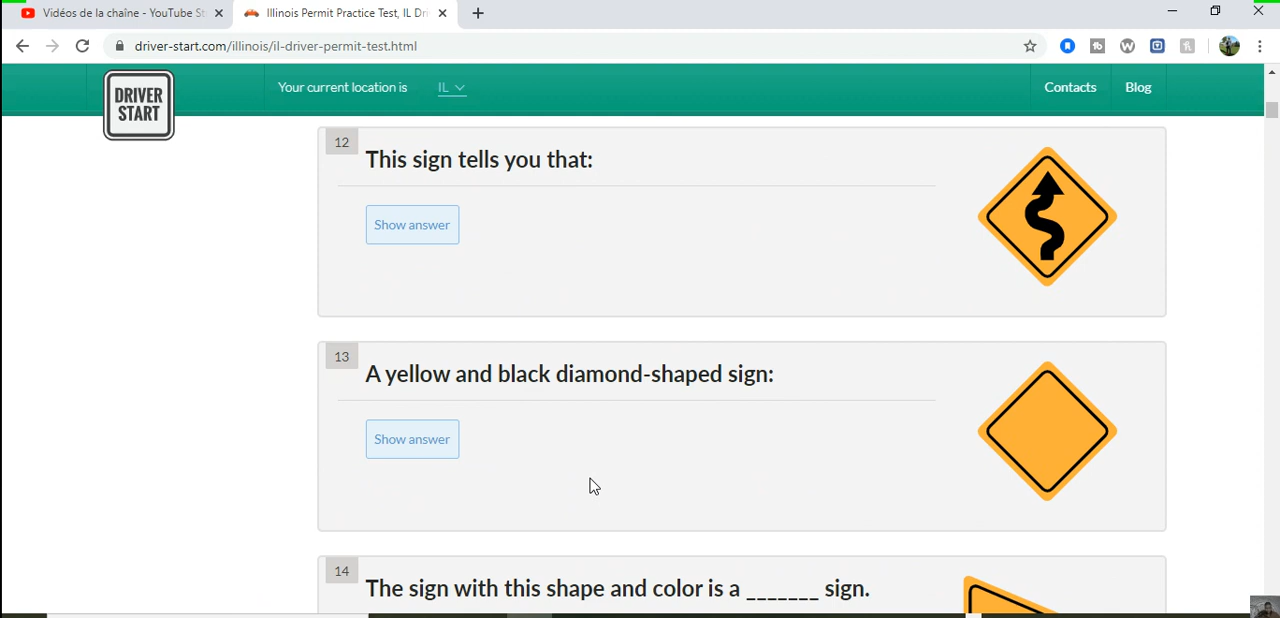 Vidéos de la chaîne - YouTube St
Illinois Permit Practice Test, IL Dri
driver-start.com/illinois/il-driver-permit-test.html
DRIVER
START
Your current location is
IL
Contacts
Blog
12
This sign tells you that:
Show answer
13
A yellow and black diamond-shaped sign:
Show answer
14
The sign with this shape and color is a _______ sign.